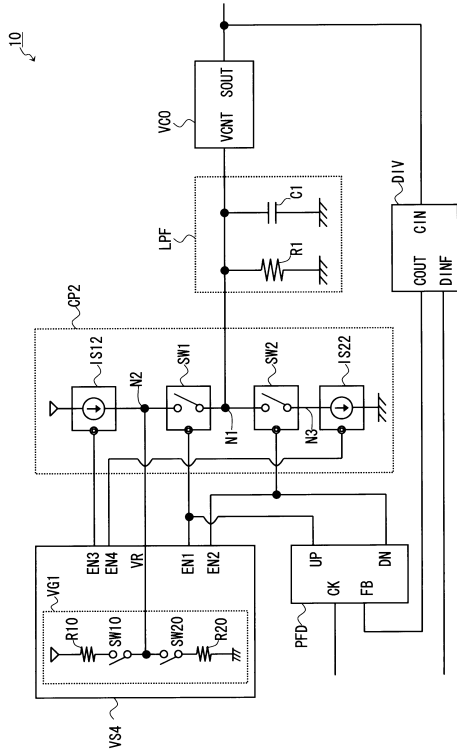 10
VCO
VCNT
SOUT
LPF
C1
R1
DIV
COUT
CIN
DINF
CP2
IS12
N2
SW1
N1
SW2
N3
IS22
EN3
EN4
VR
EN1
EN2
VG1
R10
SW10
SW20
R20
VS4
UP
DN
CK
FB
PFD